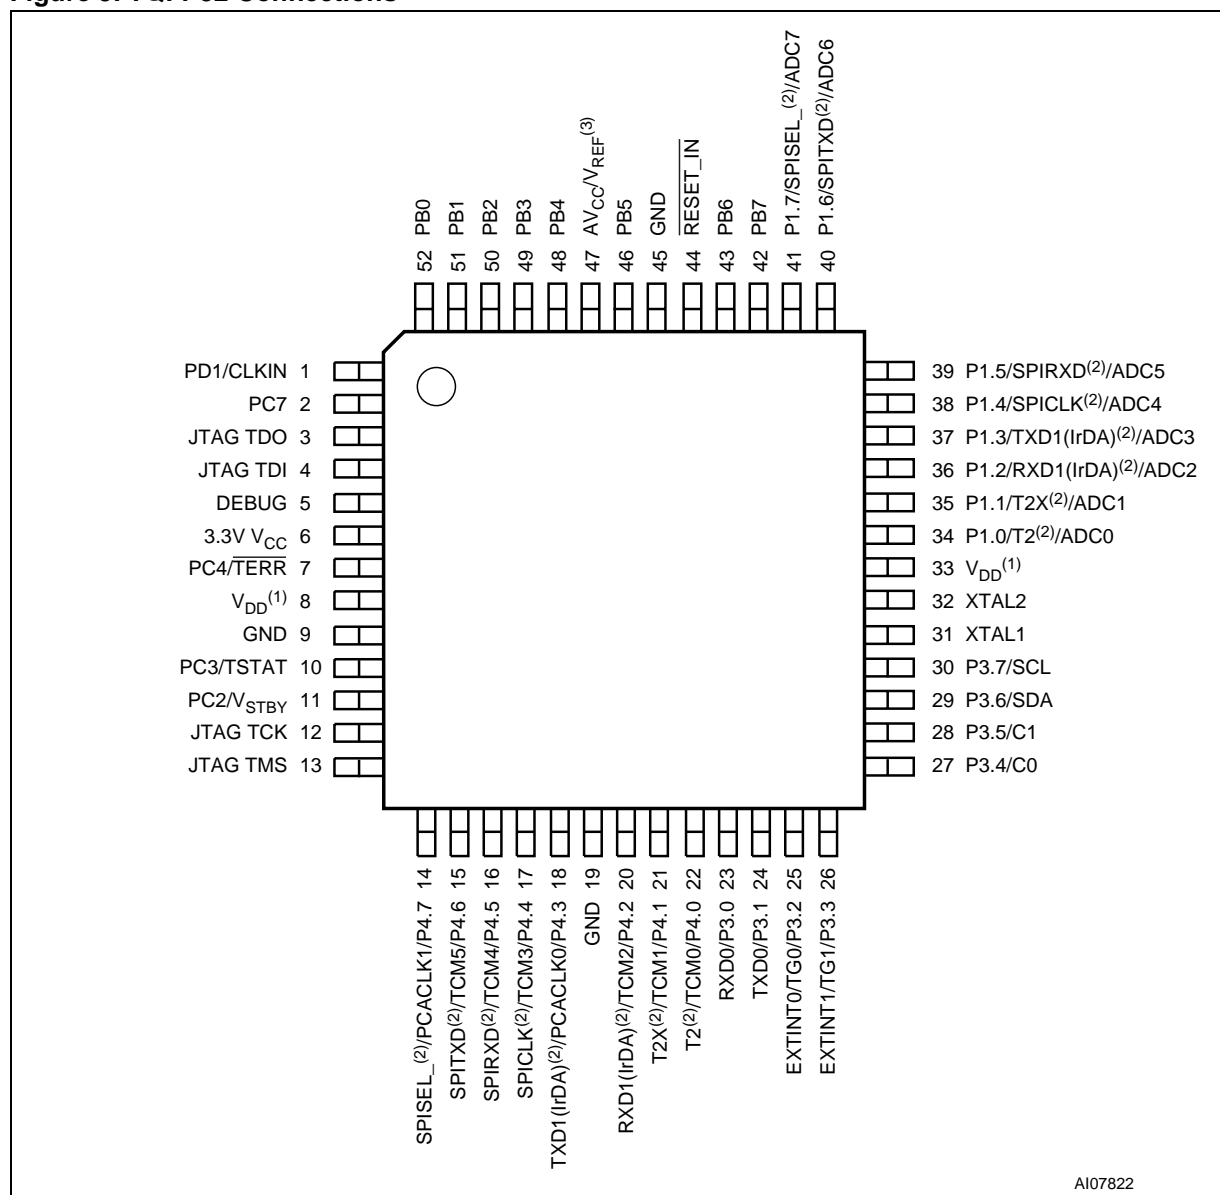 P1.7/SPISEL_(2)/ADC7
P1.6/SPITXD(2)/ADC6
52 PB0
51 PB1
50 PB2
49 PB3
48 PB4
47 AVCC/VREF(3)
46 PB5
45 GND
44 RESET_IN
43 PB6
42 PB7
41
40
PD1/CLKIN 1
PC7 2
JTAG TDO 3
JTAG TDI 4
DEBUG 5
3.3V VCC 6
PC4/TERR 7
VDD(1) 8
GND 9
PC3/TSTAT 10
PC2/VSTBY 11
JTAG TCK 12
JTAG TMS 13
39 P1.5/SPIRXD(2)/ADC5
38 P1.4/SPICLK(2)/ADC4
37 P1.3/TXD1(IrDA)(2)/ADC3
36 P1.2/RXD1(IrDA)(2)/ADC2
35 P1.1/T2X(2)/ADC1
34 P1.0/T2(2)/ADC0
33 VDD(1)
32 XTAL2
31 XTAL1
30 P3.7/SCL
29 P3.6/SDA
28 P3.5/C1
27 P3.4/C0
SPISEL_(2)/PCACLK1/P4.7 14
SPITXD(2)/TCM5/P4.6 15
SPIRXD(2)/TCM4/P4.5 16
SPICLK(2)/TCM3/P4.4 17
TXD1(IrDA)(2)/PCACLK0/P4.3 18
GND 19
RXD1(IrDA)(2)/TCM2/P4.2 20
T2X(2)/TCM1/P4.1 21
T2(2)/TCM0/P4.0 22
RXD0/P3.0 23
TXD0/P3.1 24
EXTINT0/TG0/P3.2 25
EXTINT1/TG1/P3.3 26
AI07822